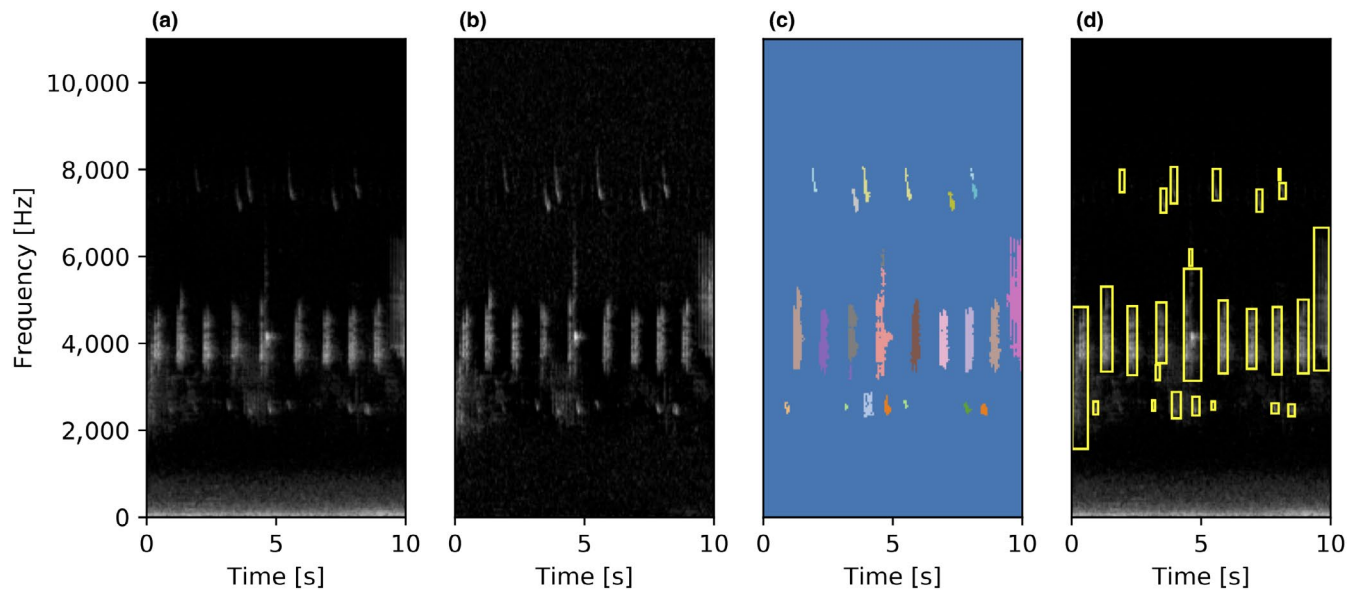 (a) (b) (c) (d)
10,000
8,000
6,000
4,000
2,000
0
Frequency [Hz]
0 5 10 0 5 10 0 5 10 0 5 10
Time [s] Time [s] Time [s] Time [s]